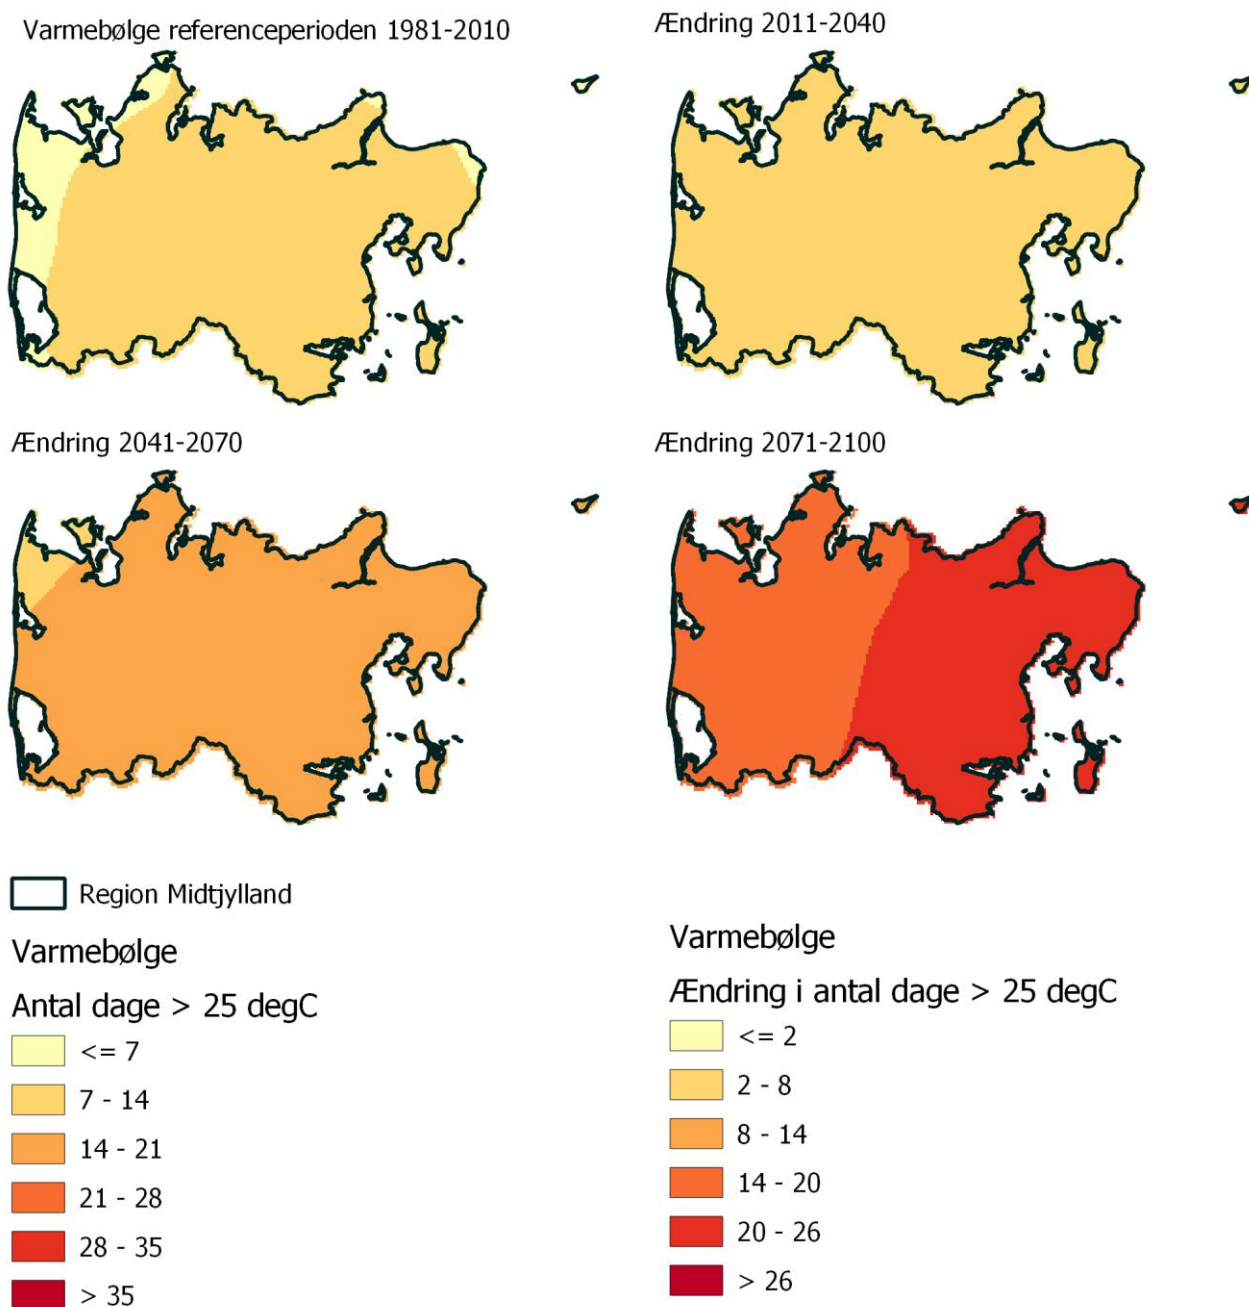 Varmebølge referenceperioden 1981-2010
Ændring 2011-2040
Ændring 2041-2070
Ændring 2071-2100
Region Midtjylland
Varmebølge
Antal dage > 25 degC
<= 7
7 - 14
14 - 21
21 - 28
28 - 35
> 35
Varmebølge
Ændring i antal dage > 25 degC
<= 2
2 - 8
8 - 14
14 - 20
20 - 26
> 26